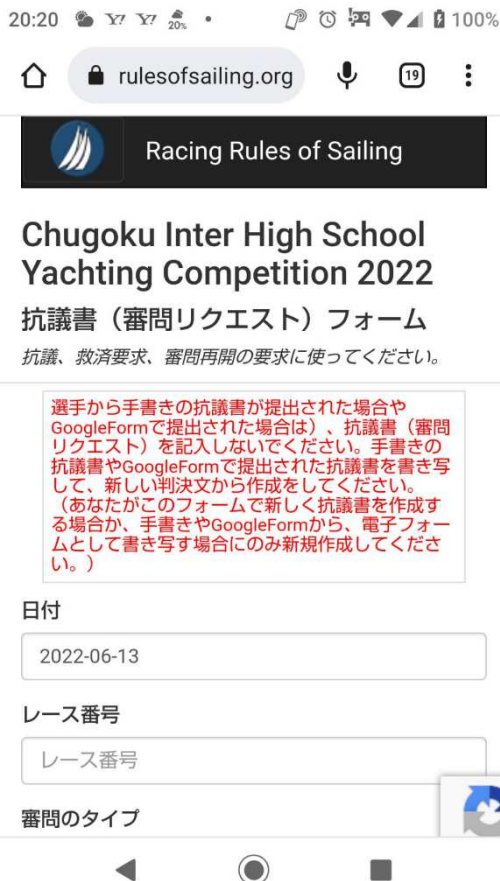 20:20 Y! Y! 20% 100%
rulesofsailing.org 19
Racing Rules of Sailing
Chugoku Inter High School
Yachting Competition 2022
抗議書（審問リクエスト）フォーム
抗議、救済要求、審問再開の要求に使ってください。
選手から手書きの抗議書が提出された場合や
GoogleFormで提出された場合は）、抗議書（審問
リクエスト）を記入しないでください。手書きの
抗議書やGoogleFormで提出された抗議書を書き写
して、新しい判決文から作成をしてください。
（あなたがこのフォームで新しく抗議書を作成す
る場合か、手書きやGoogleFormから、電子フォー
ムとして書き写す場合にのみ新規作成してくださ
い。）
日付
2022-06-13
レース番号
レース番号
審問のタイプ